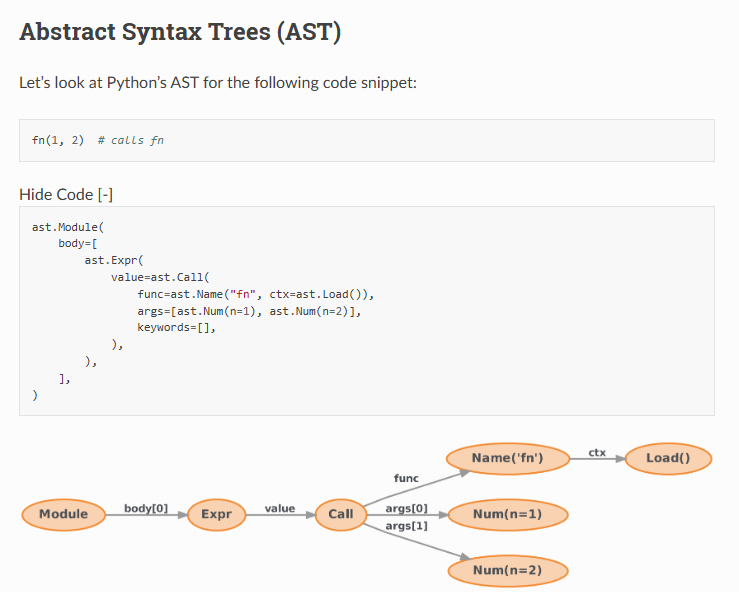 Abstract Syntax Trees (AST)
Let's look at Python's AST for the following code snippet:
fn(1, 2)  # calls fn
Hide Code [-]
ast.Module(
    body=[
        ast.Expr(
            value=ast.Call(
                func=ast.Name("fn", ctx=ast.Load()),
                args=[ast.Num(n=1), ast.Num(n=2)],
                keywords=[],
            ),
        ),
    ],
)
Name('fn')
ctx
Load()
func
Module
body[0]
Expr
value
Call
args[0]
Num(n=1)
args[1]
Num(n=2)